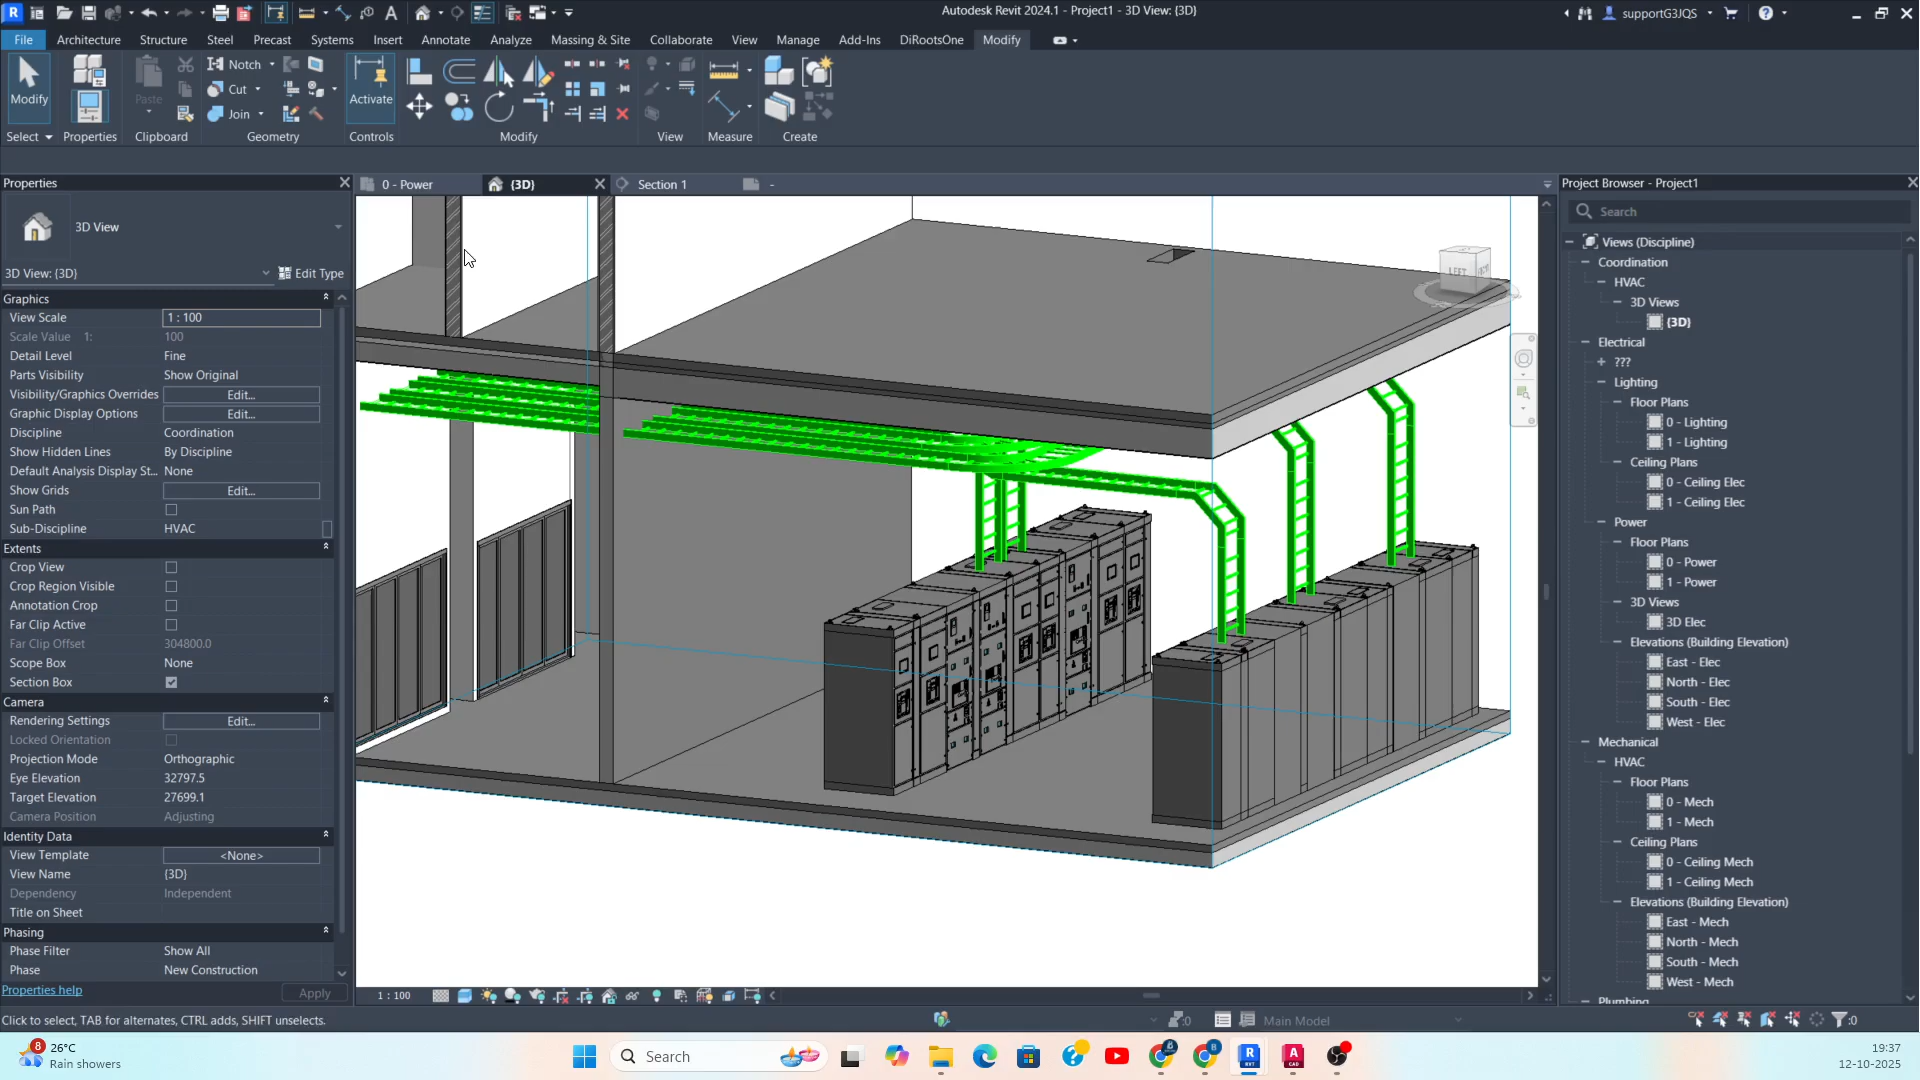 Autodesk Revit 2024.1 - Project1 - 3D View: {3D}
supportG3JQS
File Architecture Structure Steel Precast Systems Insert Annotate Analyze Massing & Site Collaborate View Manage Add-Ins DiRootsOne Modify
Modify
Paste
Notch
Cut
Join
Activate
Select Properties Clipboard Geometry Controls Modify View Measure Create
Properties
0 - Power
{3D}
Section 1
-
Project Browser - Project1
3D View
3D View: {3D}
Edit Type
Graphics
View Scale 1 : 100
Scale Value 1: 100
Detail Level Fine
Parts Visibility Show Original
Visibility/Graphics Overrides Edit...
Graphic Display Options Edit...
Discipline Coordination
Show Hidden Lines By Discipline
Default Analysis Display St... None
Show Grids Edit...
Sun Path
Sub-Discipline HVAC
Extents
Crop View
Crop Region Visible
Annotation Crop
Far Clip Active
Far Clip Offset 304800.0
Scope Box None
Section Box
Camera
Rendering Settings Edit...
Locked Orientation
Projection Mode Orthographic
Eye Elevation 32797.5
Target Elevation 27699.1
Camera Position Adjusting
Identity Data
View Template <None>
View Name {3D}
Dependency Independent
Title on Sheet
Phasing
Phase Filter Show All
Phase New Construction
Properties help
Apply
LEFT
1 : 100
Search
Views (Discipline)
Coordination
HVAC
3D Views
{3D}
Electrical
???
Lighting
Floor Plans
0 - Lighting
1 - Lighting
Ceiling Plans
0 - Ceiling Elec
1 - Ceiling Elec
Power
Floor Plans
0 - Power
1 - Power
3D Views
3D Elec
Elevations (Building Elevation)
East - Elec
North - Elec
South - Elec
West - Elec
Mechanical
HVAC
Floor Plans
0 - Mech
1 - Mech
Ceiling Plans
0 - Ceiling Mech
1 - Ceiling Mech
Elevations (Building Elevation)
East - Mech
North - Mech
South - Mech
West - Mech
Plumbing
Click to select, TAB for alternates, CTRL adds, SHIFT unselects.
:0
Main Model
:0
8
26°C
Rain showers
Search
19:37
12-10-2025